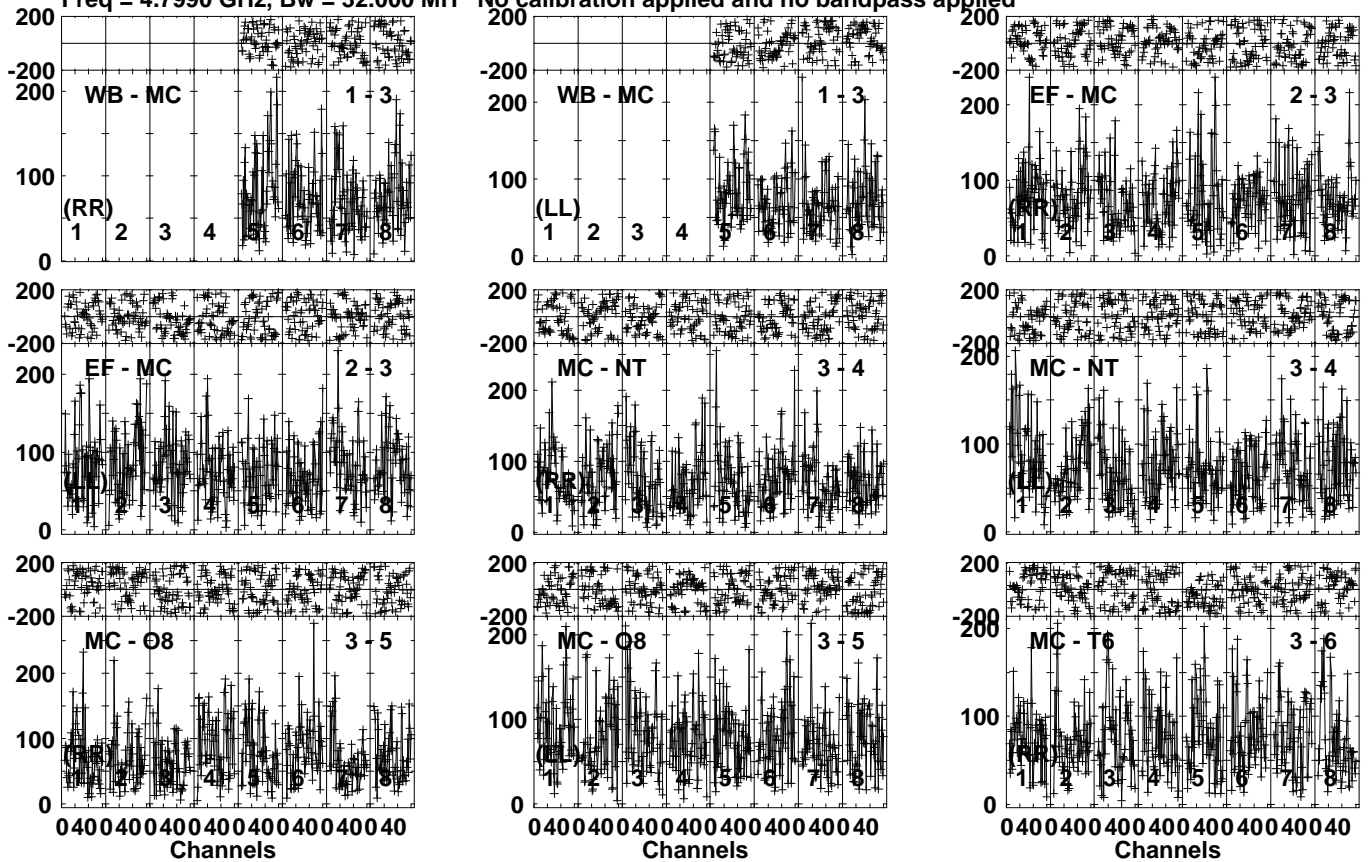 Freq = 4.7990 GHz, Bw = 32.000 MH No calibration applied and no bandpass applied
200 200 200
-200 -200 -200
WB - MC 1 - 3 WB - MC 1 - 3 EF - MC 2 - 3
200 200 200
100 100 100
(RR) (LL) (RR)
1 2 3 4 5 6 7 8 1 2 3 4 5 6 7 8 1 2 3 4 5 6 7 8
0 0 0
200 200 200
-200 -200 -200
EF - MC 2 - 3 MC - NT 3 - 4 MC - NT 3 - 4
200 200 200
100 100 100
(LL) (RR) (LL)
1 2 3 4 5 6 7 8 1 2 3 4 5 6 7 8 1 2 3 4 5 6 7 8
0 0 0
200 200 200
-200 -200 -200
MC - O8 3 - 5 MC - O8 3 - 5 MC - T6 3 - 6
200 200 200
100 100 100
(RR) (LL) (RR)
1 2 3 4 5 6 7 8 1 2 3 4 5 6 7 8 1 2 3 4 5 6 7 8
0 0 0
0 40 0 40 0 40 0 40 0 40 0 40 0 40 0 40 0 40 0 40 0 40 0 40 0 40 0 40 0 40 0 40 0 40 0 40 0 40 0 40 0 40 0 40 0 40 0 40
Channels Channels Channels